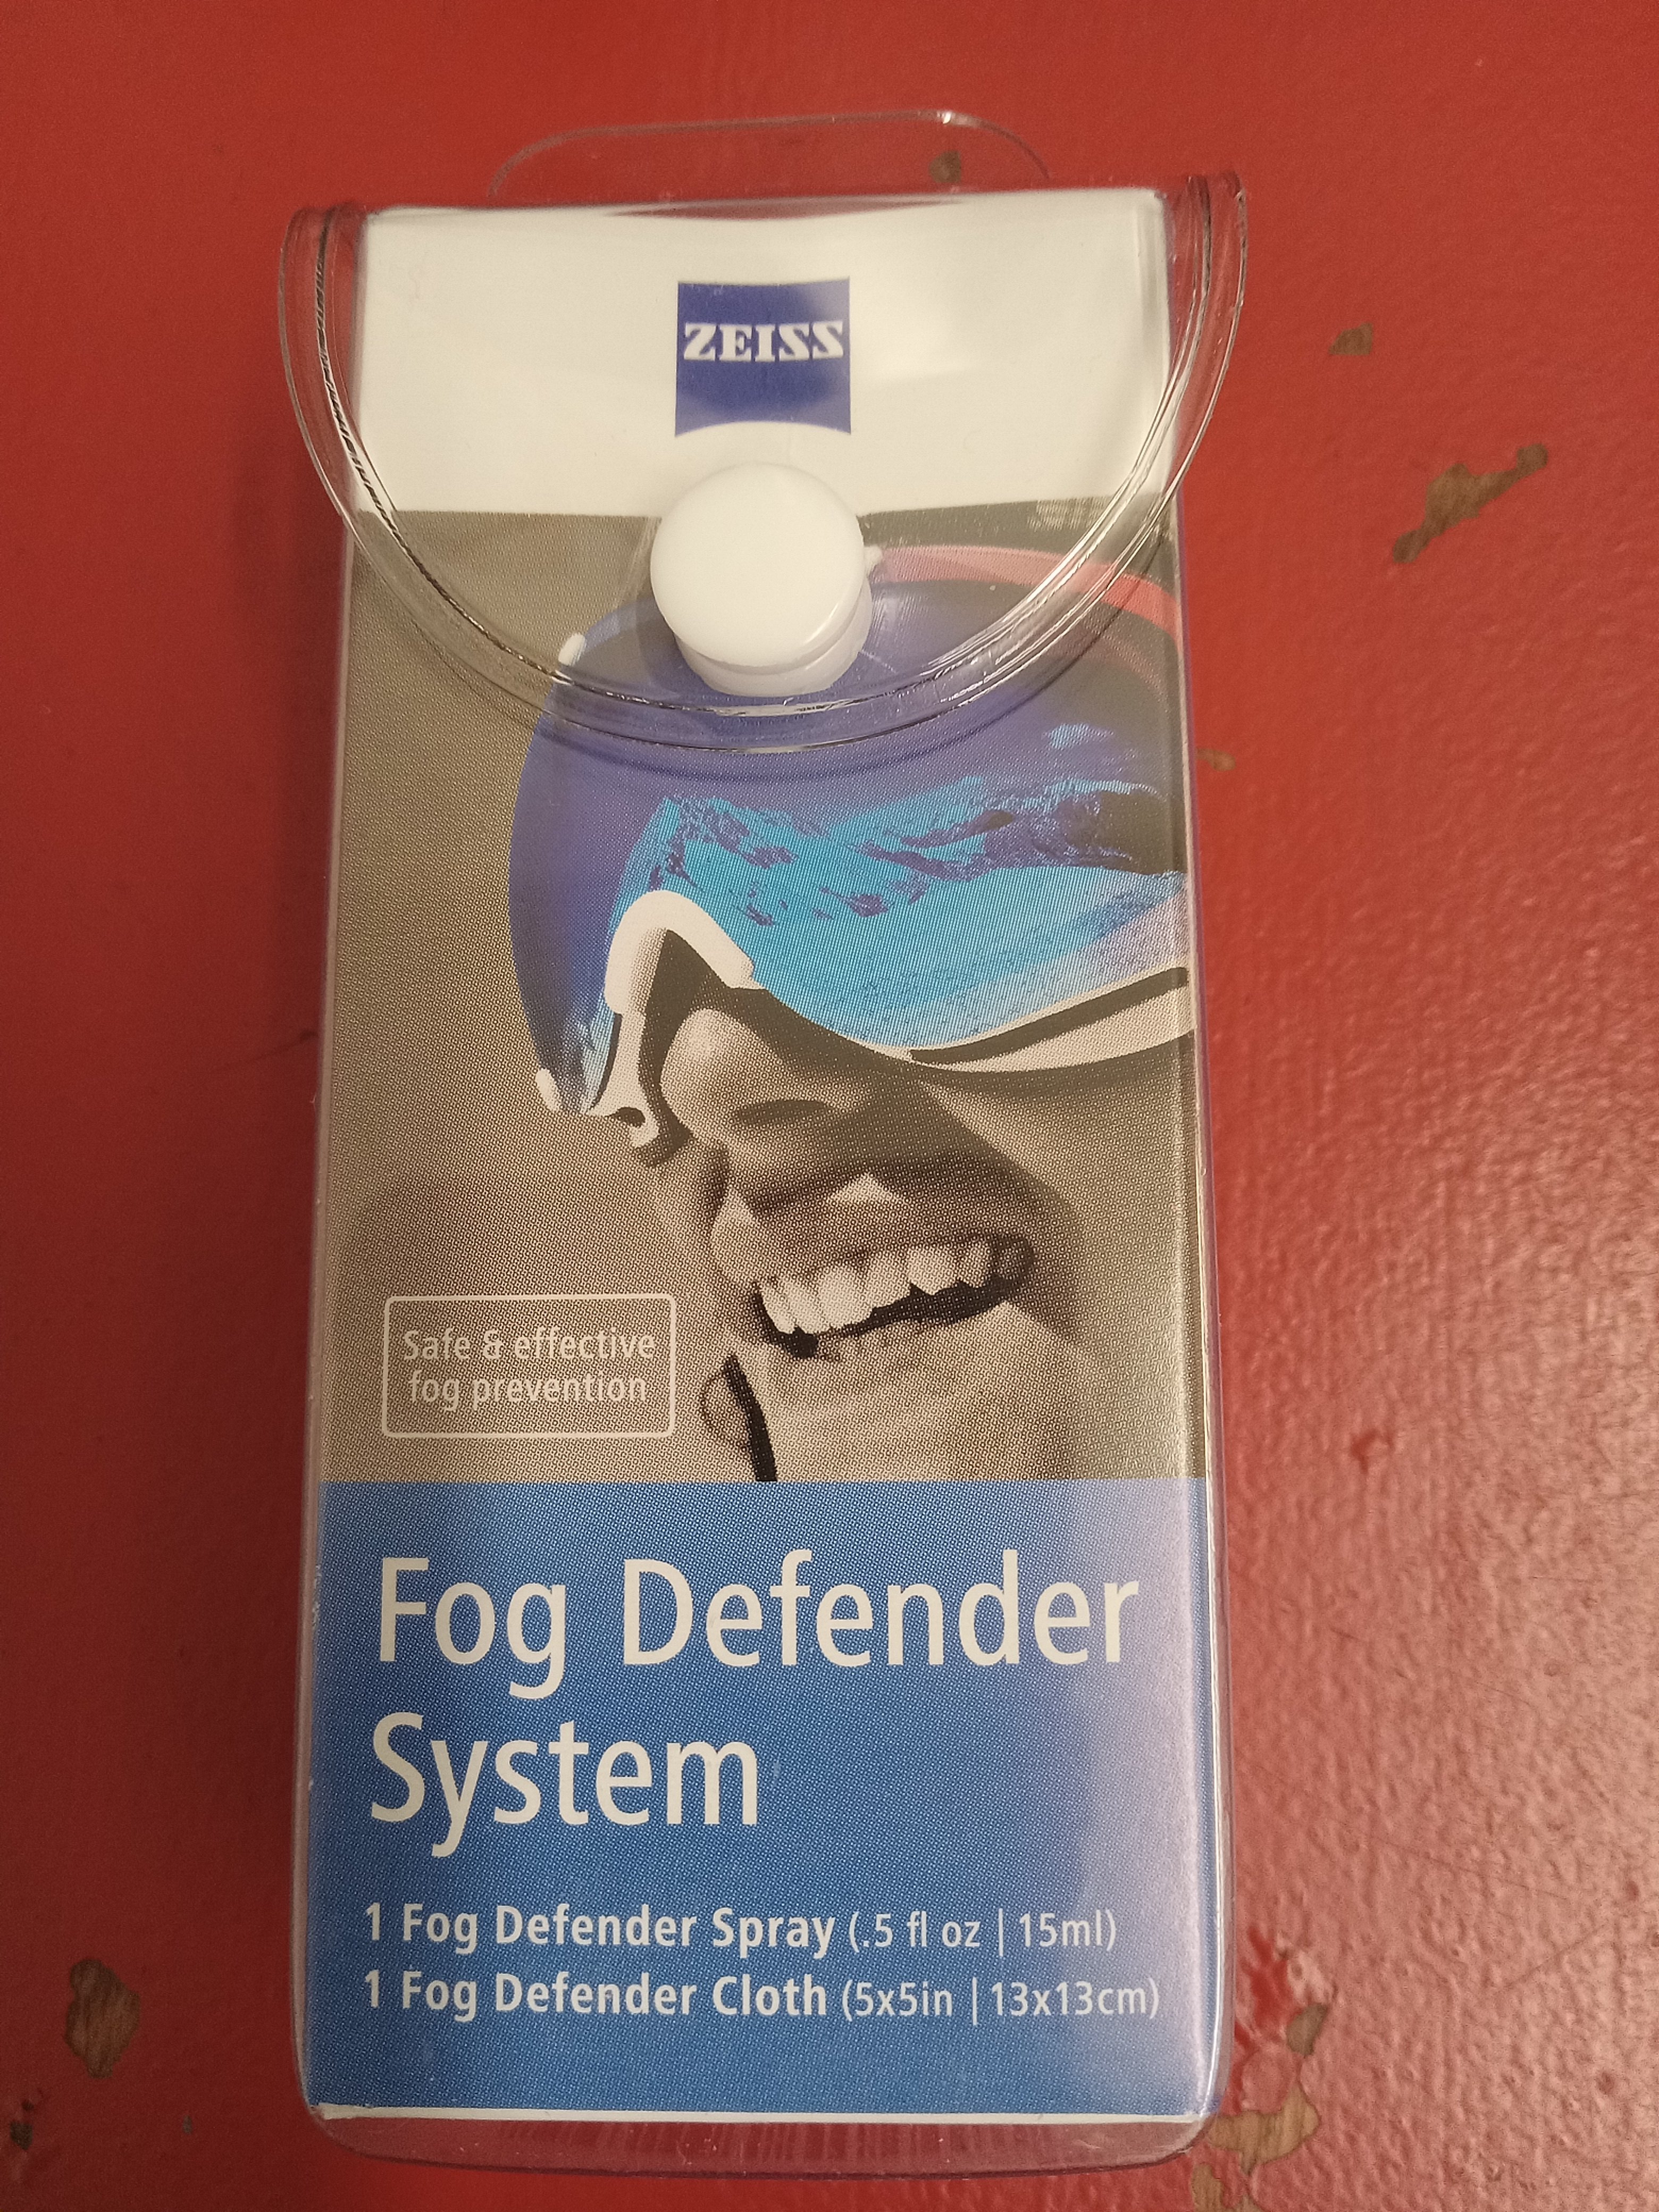 ZEISS
Safe & effective
fog prevention
Fog Defender
System
1 Fog Defender Spray (.5 fl oz | 15ml)
1 Fog Defender Cloth (5x5in | 13x13cm)